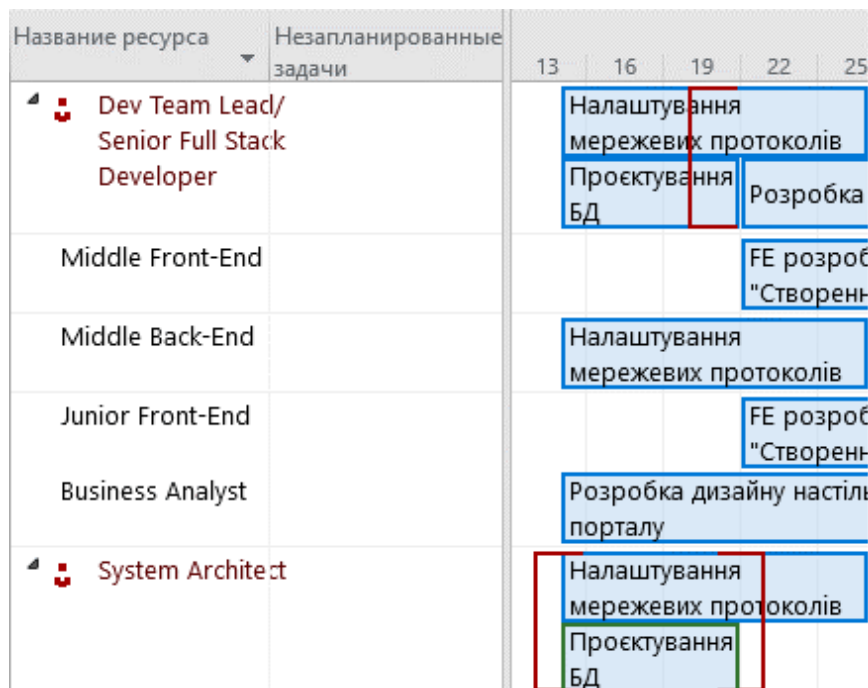 Название ресурса
Незапланированные
задачи
13 16 19 22 25
Dev Team Lead/
Senior Full Stack
Developer
Налаштування
мережевих протоколів
Проєктування
БД
Розробка
Middle Front-End
FE розроб
"Створенн
Middle Back-End
Налаштування
мережевих протоколів
Junior Front-End
FE розроб
"Створенн
Business Analyst
Розробка дизайну настіль
порталу
System Architect
Налаштування
мережевих протоколів
Проєктування
БД